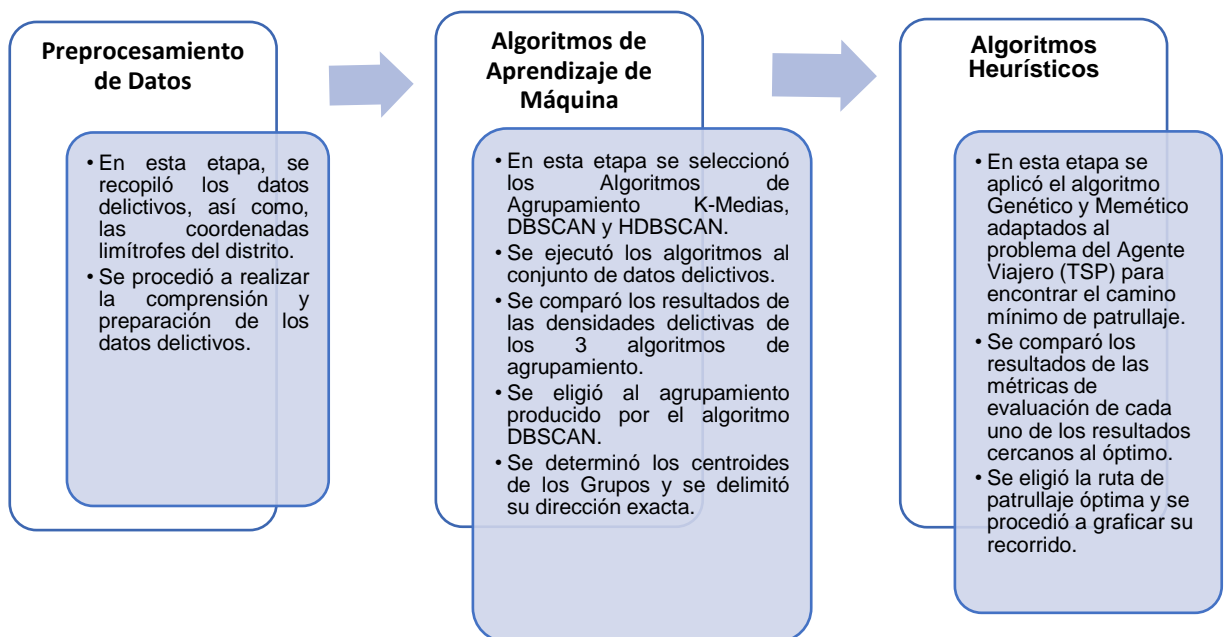 Preprocesamiento
de Datos
• En esta etapa, se
recopiló los datos
delictivos, así como,
las coordenadas
limítrofes del distrito.
• Se procedió a realizar
la comprensión y
preparación de los
datos delictivos.
Algoritmos de
Aprendizaje de
Máquina
• En esta etapa se seleccionó
los Algoritmos de
Agrupamiento K-Medias,
DBSCAN y HDBSCAN.
• Se ejecutó los algoritmos al
conjunto de datos delictivos.
• Se comparó los resultados de
las densidades delictivas de
los 3 algoritmos de
agrupamiento.
• Se eligió al agrupamiento
producido por el algoritmo
DBSCAN.
• Se determinó los centroides
de los Grupos y se delimitó
su dirección exacta.
Algoritmos
Heurísticos
• En esta etapa se
aplicó el algoritmo
Genético y Memético
adaptados al
problema del Agente
Viajero (TSP) para
encontrar el camino
mínimo de patrullaje.
• Se comparó los
resultados de las
métricas de
evaluación de cada
uno de los resultados
cercanos al óptimo.
• Se eligió la ruta de
patrullaje óptima y se
procedió a graficar su
recorrido.